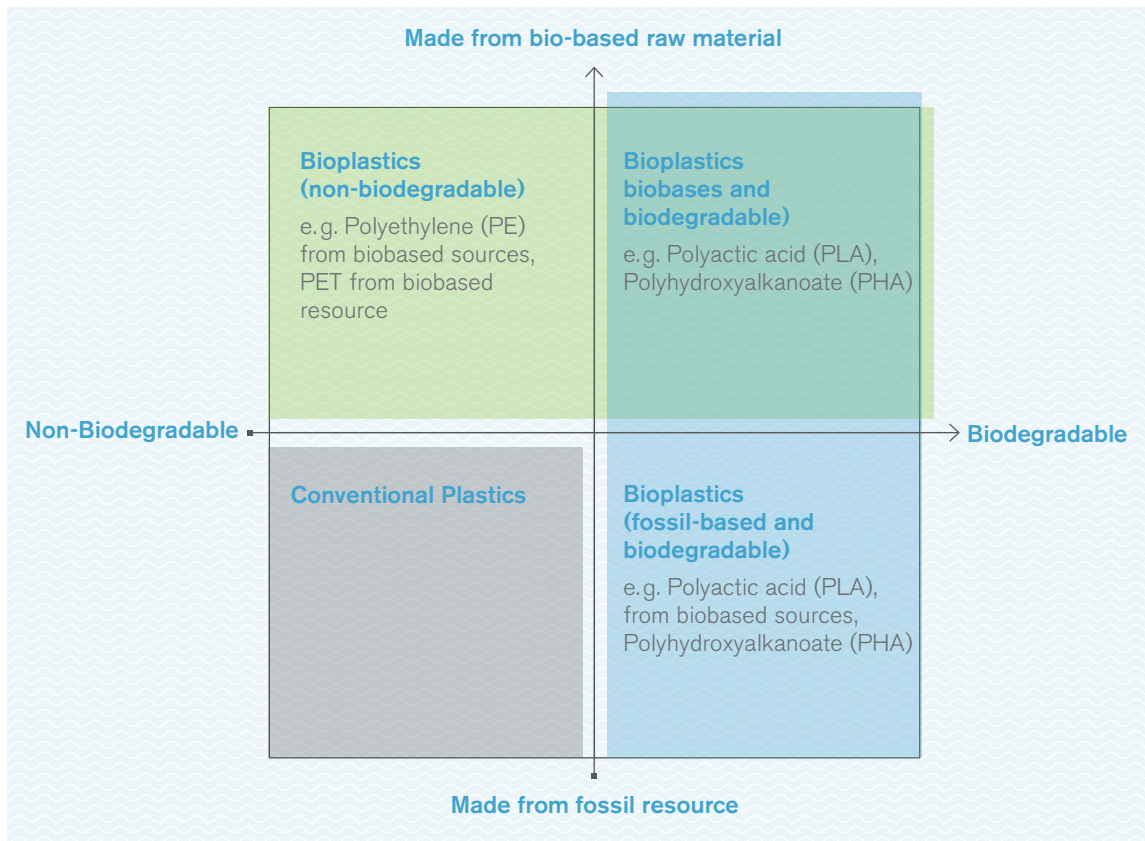 Made from bio-based raw material
Bioplastics
(non-biodegradable)
e.g. Polyethylene (PE)
from biobased sources,
PET from biobased
resource
Bioplastics
biobases and
biodegradable)
e.g. Polyactic acid (PLA),
Polyhydroxyalkanoate (PHA)
Non-Biodegradable
Biodegradable
Conventional Plastics
Bioplastics
(fossil-based and
biodegradable)
e.g. Polyactic acid (PLA),
from biobased sources,
Polyhydroxyalkanoate (PHA)
Made from fossil resource